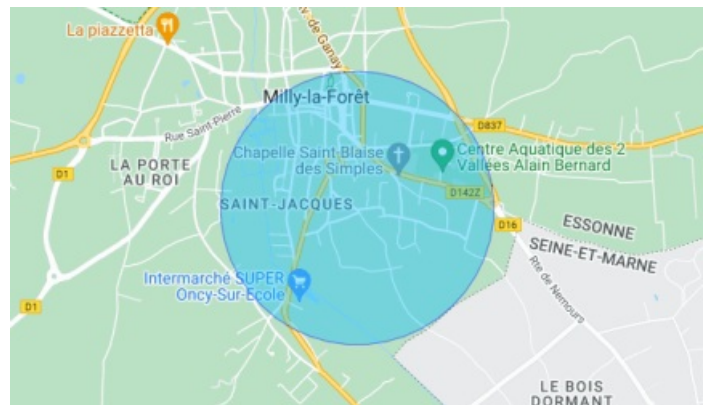 La piazzetta
de Ganay
Milly-la-Forêt
Rue Saint-Pierre
D837
LA PORTE
AU ROI
Chapelle Saint Blaise
des Simples
Centre Aquatique des 2
Vallées Alain Bernard
D1
D142Z
SAINT-JACQUES
D16
ESSONNE
SEINE-ET-MARNE
Intermarché SUPER
Oncy-Sur-École
Rte de Nemours
D1
LE BOIS
DORMANT